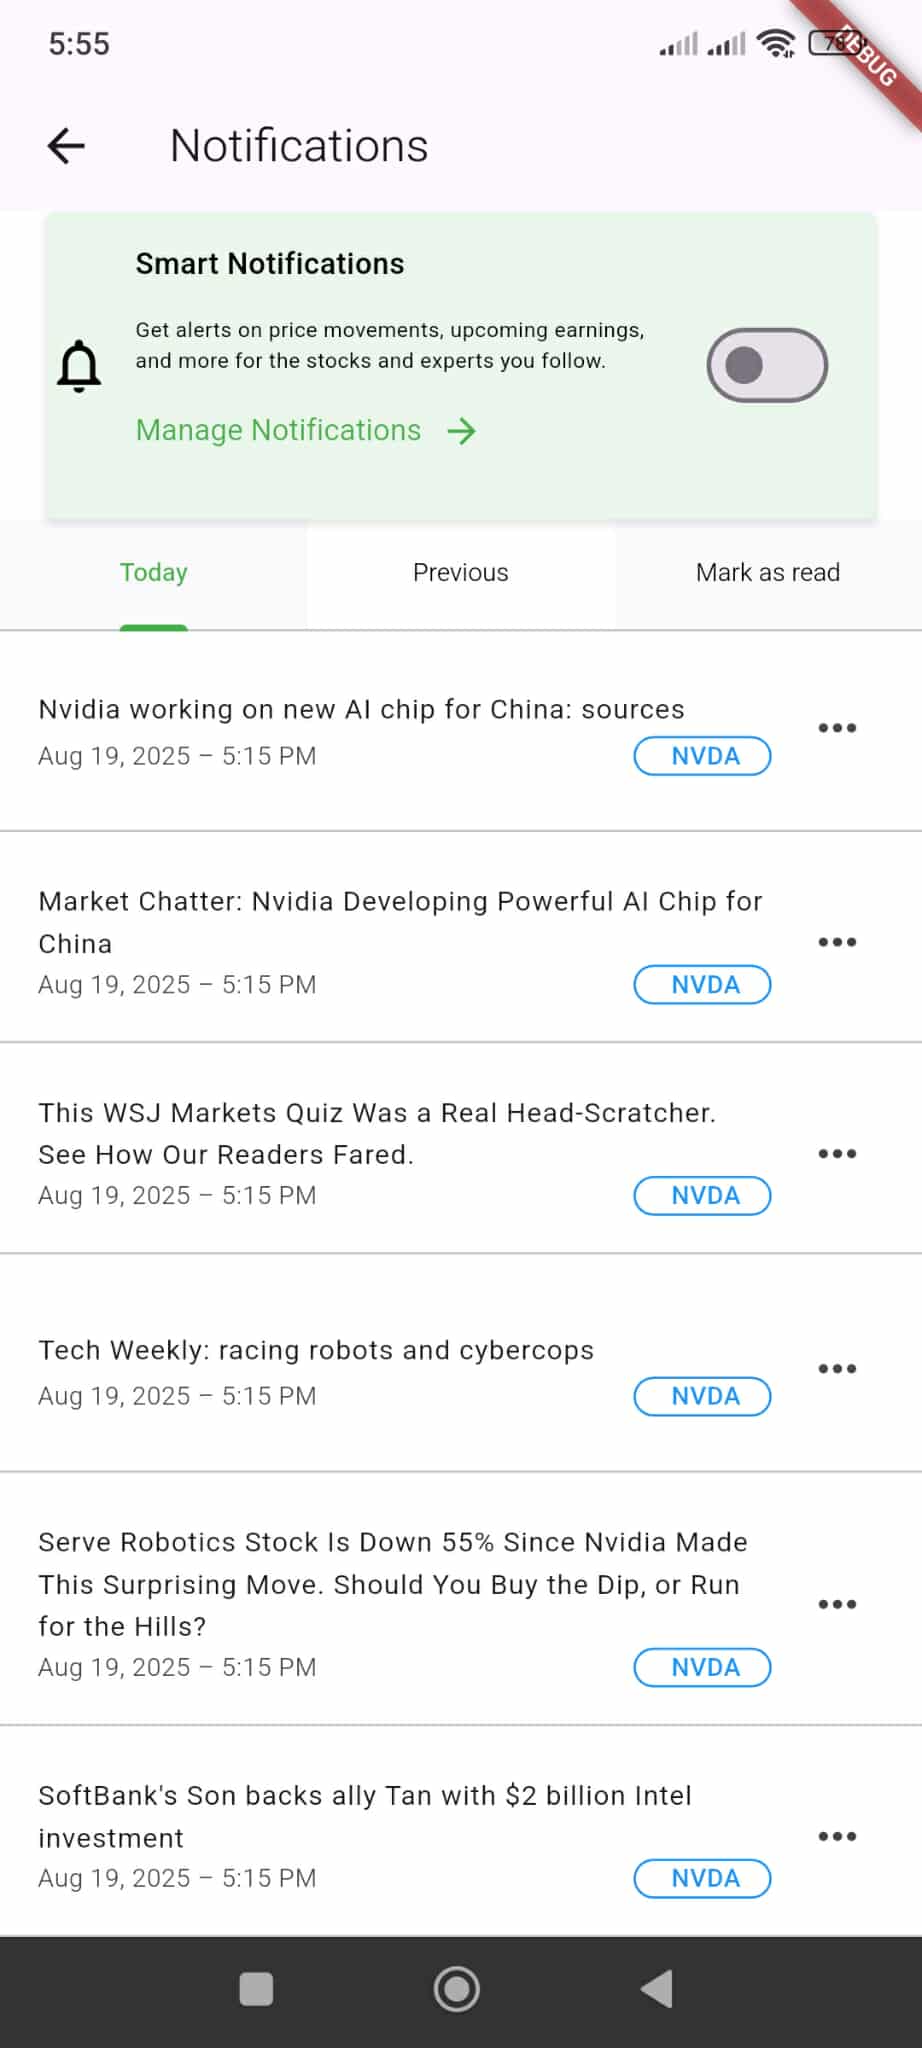 5:55
DEBUG
Notifications
Smart Notifications
Get alerts on price movements, upcoming earnings,
and more for the stocks and experts you follow.
Manage Notifications →
Today
Previous
Mark as read
Nvidia working on new AI chip for China: sources
Aug 19, 2025 – 5:15 PM
NVDA
Market Chatter: Nvidia Developing Powerful AI Chip for
China
Aug 19, 2025 – 5:15 PM
NVDA
This WSJ Markets Quiz Was a Real Head-Scratcher.
See How Our Readers Fared.
Aug 19, 2025 – 5:15 PM
NVDA
Tech Weekly: racing robots and cybercops
Aug 19, 2025 – 5:15 PM
NVDA
Serve Robotics Stock Is Down 55% Since Nvidia Made
This Surprising Move. Should You Buy the Dip, or Run
for the Hills?
Aug 19, 2025 – 5:15 PM
NVDA
SoftBank's Son backs ally Tan with $2 billion Intel
investment
Aug 19, 2025 – 5:15 PM
NVDA